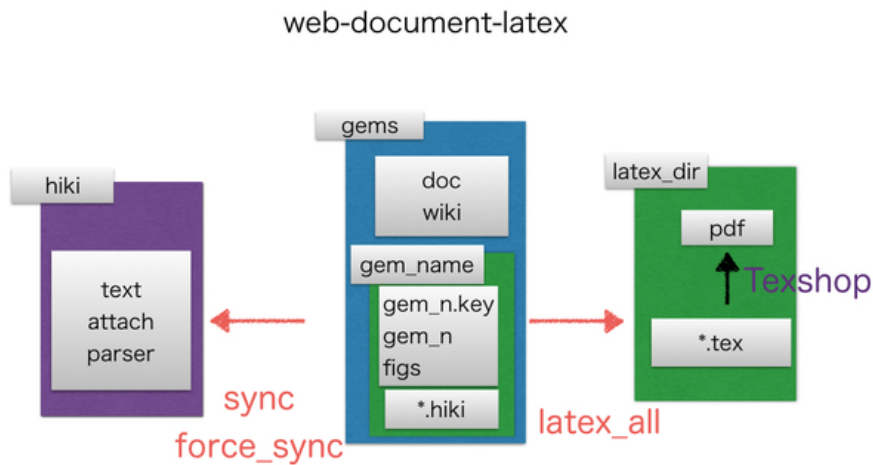 web-document-latex
hiki
text
attach
parser
sync
force_sync
gems
doc
wiki
gem_name
gem_n.key
gem_n
figs
*.hiki
latex_all
latex_dir
pdf
Texshop
*.tex